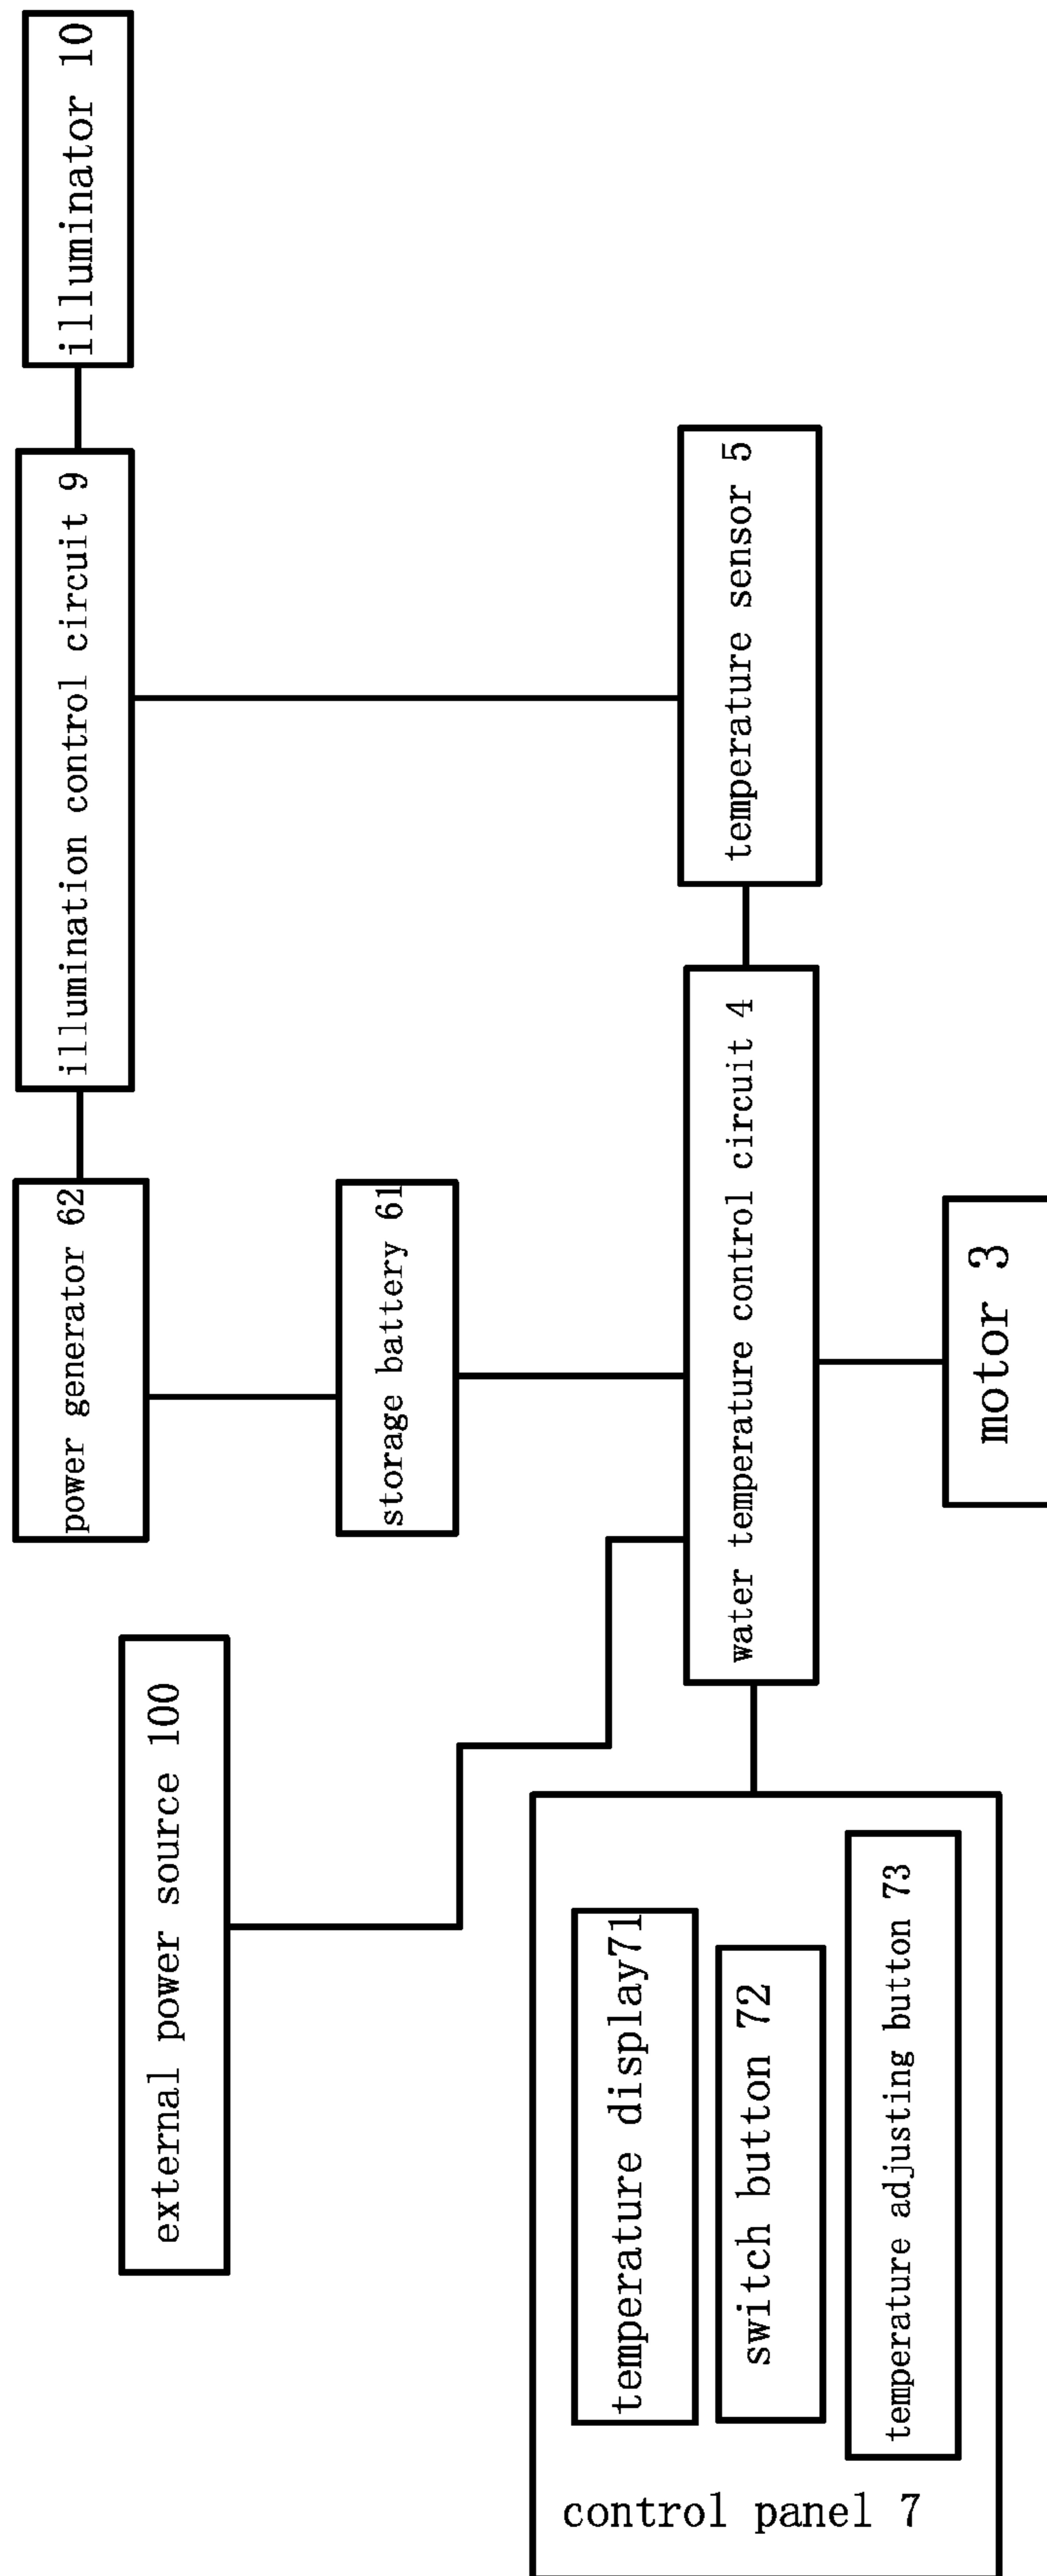 illuminator 10
illumination control circuit 9
temperature sensor 5
power generator 62
storage battery 61
water temperature control circuit 4
motor 3
external power source 100
temperature display71
switch button 72
temperature adjusting button 73
control panel 7